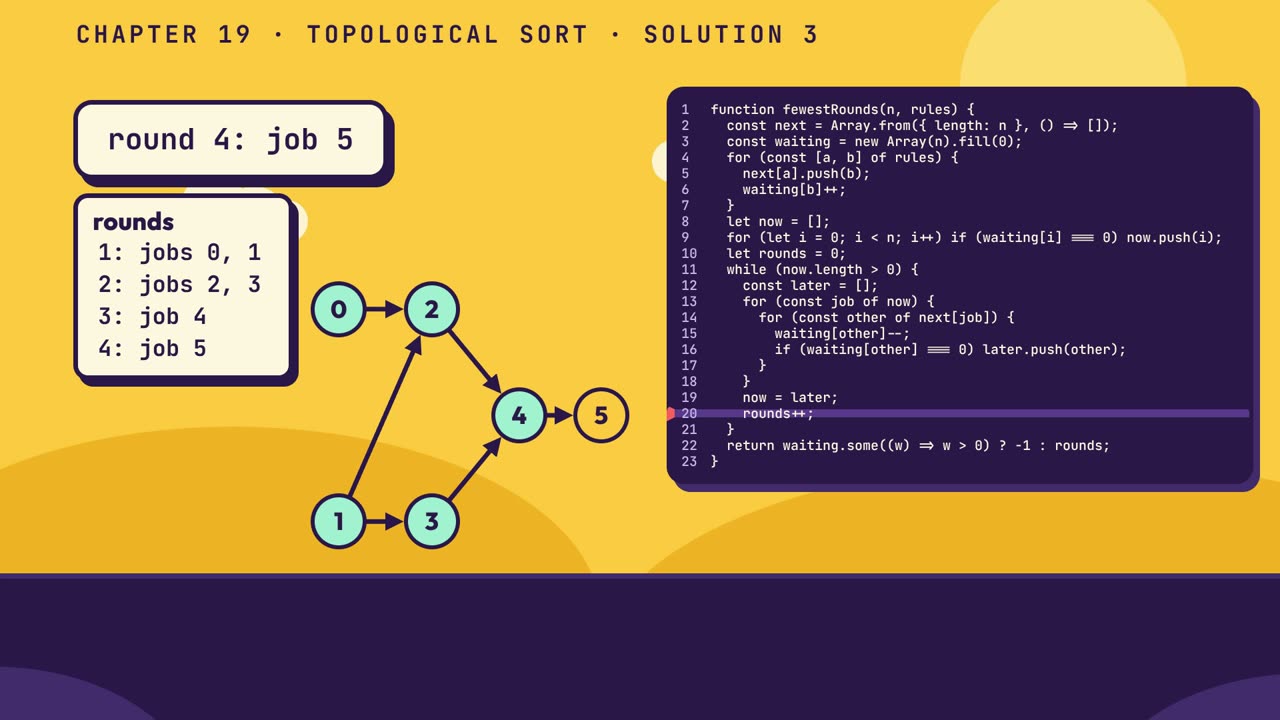 CHAPTER 19 · TOPOLOGICAL SORT · SOLUTION 3
round 4: job 5
rounds
1: jobs 0, 1
2: jobs 2, 3
3: job 4
4: job 5
0
2
4
5
1
3
1 function fewestRounds(n, rules) {
2 const next = Array.from({ length: n }, () => []);
3 const waiting = new Array(n).fill(0);
4 for (const [a, b] of rules) {
5 next[a].push(b);
6 waiting[b]++;
7 }
8 let now = [];
9 for (let i = 0; i < n; i++) if (waiting[i] === 0) now.push(i);
10 let rounds = 0;
11 while (now.length > 0) {
12 const later = [];
13 for (const job of now) {
14 for (const other of next[job]) {
15 waiting[other]--;
16 if (waiting[other] === 0) later.push(other);
17 }
18 }
19 now = later;
20 rounds++;
21 }
22 return waiting.some((w) => w > 0) ? -1 : rounds;
23 }